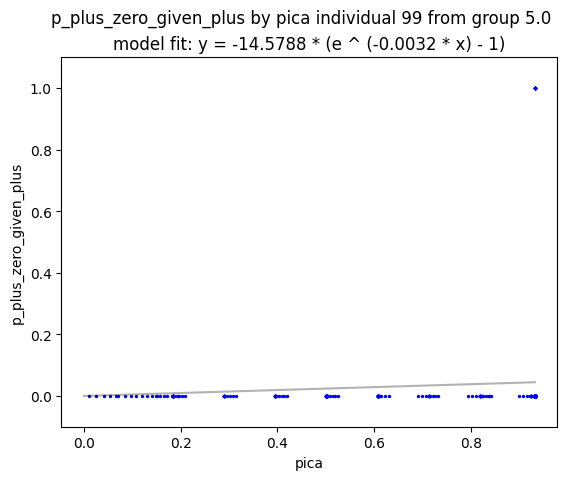 p_plus_zero_given_plus by pica individual 99 from group 5.0
model fit: y = -14.5788 * (e ^ (-0.0032 * x) - 1)
1.0
0.8
0.6
0.4
0.2
0.0
p_plus_zero_given_plus
0.0 0.2 0.4 0.6 0.8
pica